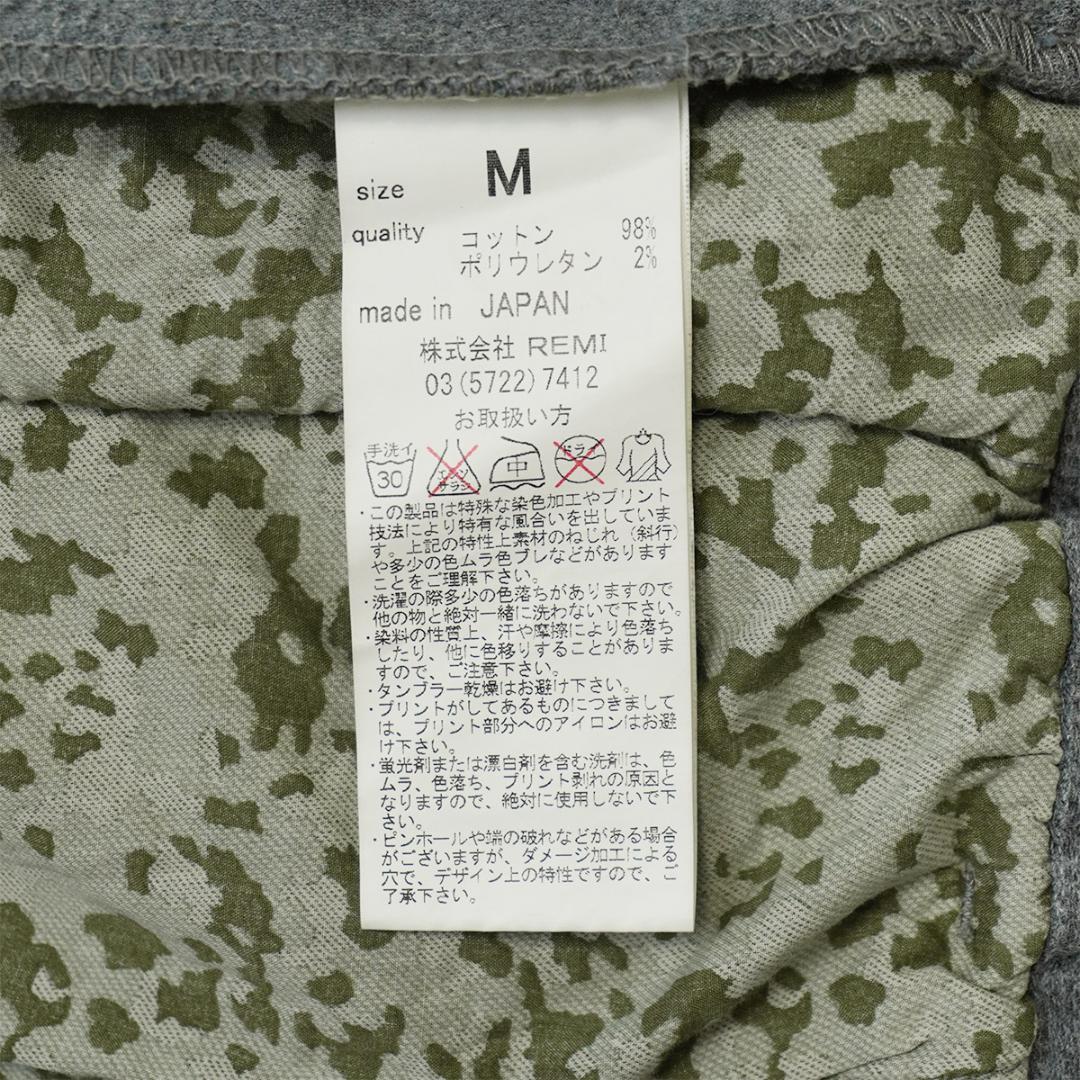 size M
quality コットン 98%
ポリウレタン 2%
made in JAPAN
株式会社 REMI
03(5722)7412
お取扱い方
手洗イ 30 エンソ サラシ 中 ドライ
・この製品は特殊な染色加工やプリント
技法により特有な風合いを出していま
す。上記の特性上素材のねじれ(斜行)
や多少の色ムラ色ブレなどがあります
ことをご理解下さい。
・洗濯の際多少の色落ちがありますので
他の物と絶対一緒に洗わないで下さい。
・染料の性質上、汗や摩擦により色落ち
したり、他に色移りすることがありま
すので、ご注意下さい。
・タンブラー乾燥はお避け下さい。
・プリントがしてあるものにつきまして
は、プリント部分へのアイロンはお避
け下さい。
・蛍光剤または漂白剤を含む洗剤は、色
ムラ、色落ち、プリント剥れの原因と
なりますので、絶対に使用しないで下
さい。
・ピンホールや端の破れなどがある場合
がございますが、ダメージ加工による
穴で、デザイン上の特性ですので、ご
了承下さい。